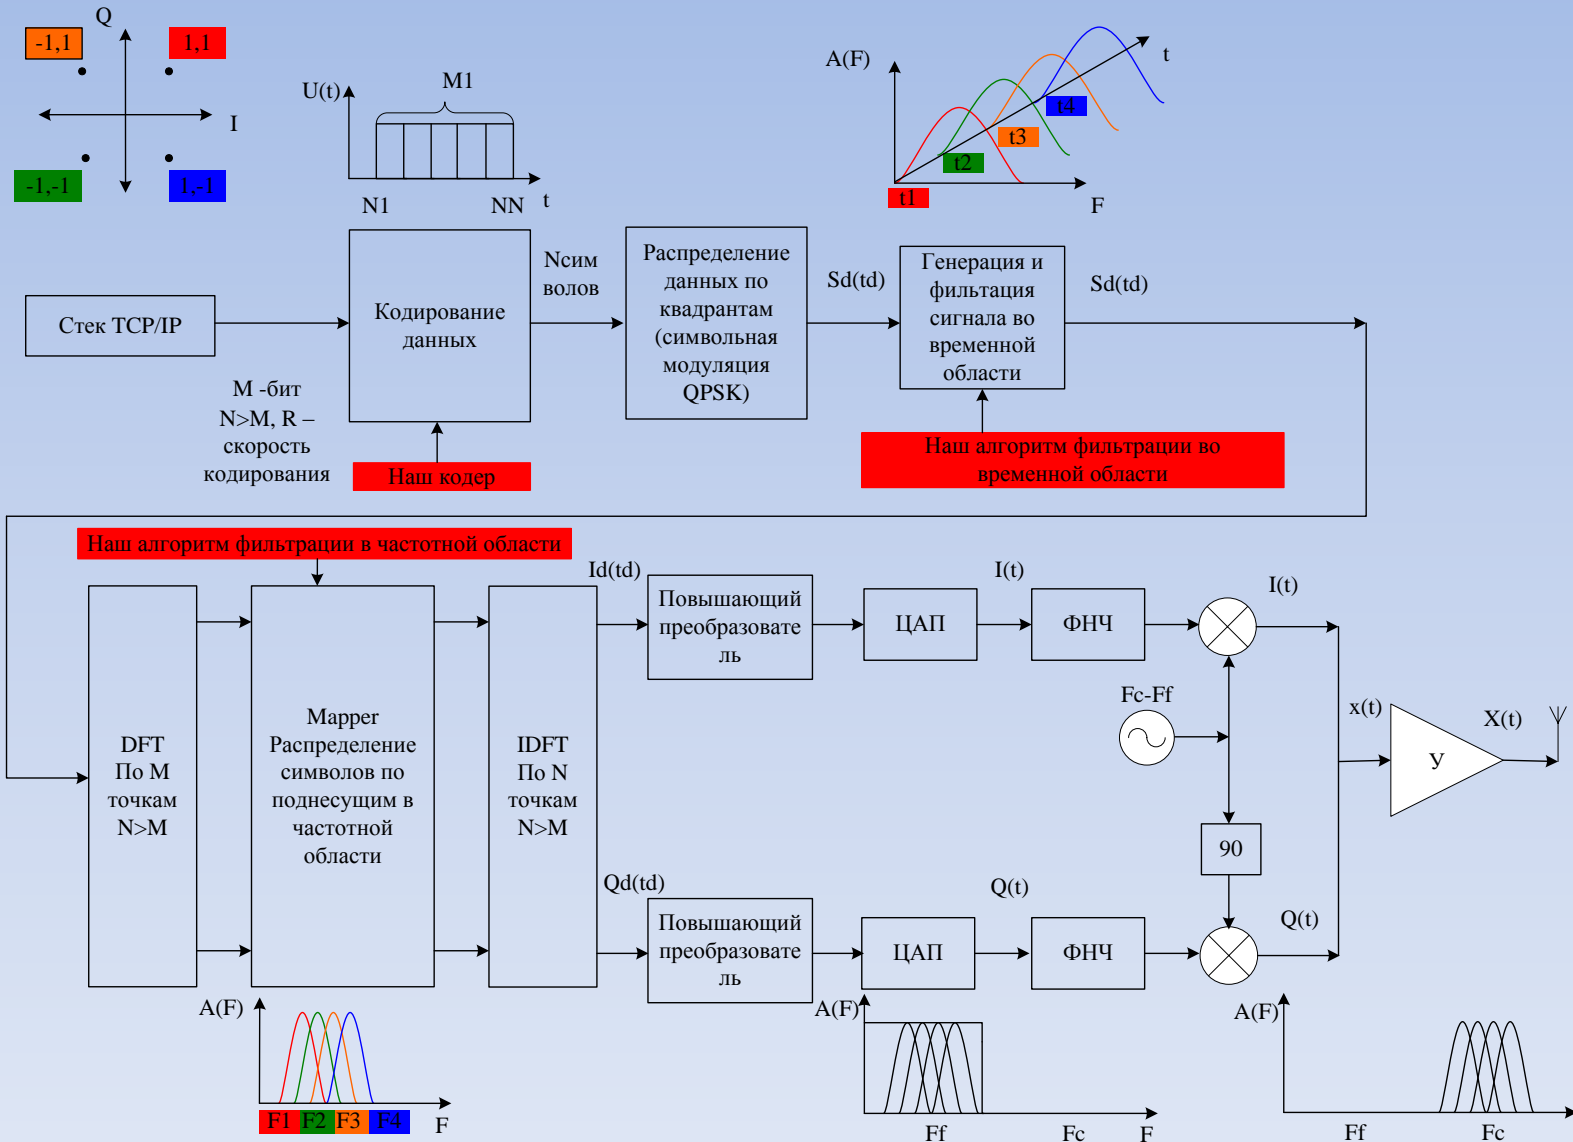 Q
-1,1
1,1
I
-1,-1
1,-1
U(t)
M1
N1
NN
t
A(F)
t
t4
t3
t2
t1
F
Стек TCP/IP
M -бит
N>M, R –
скорость
кодирования
Кодирование
данных
Наш кодер
Nсим
волов
Распределение
данных по
квадрантам
(символьная
модуляция
QPSK)
Sd(td)
Генерация и
фильтация
сигнала во
временной
области
Sd(td)
Наш алгоритм фильтрации во
временной области
Наш алгоритм фильтрации в частотной области
DFT
По M
точкам
N>M
Mapper
Распределение
символов по
поднесущим в
частотной
области
IDFT
По N
точкам
N>M
Id(td)
Повышающий
преобразовате
ль
ЦАП
I(t)
ФНЧ
I(t)
Fc-Ff
90
x(t)
У
X(t)
Qd(td)
Повышающий
преобразовате
ль
ЦАП
Q(t)
ФНЧ
Q(t)
A(F)
F1
F2
F3
F4
F
A(F)
Ff
Fc
F
A(F)
Ff
Fc
F